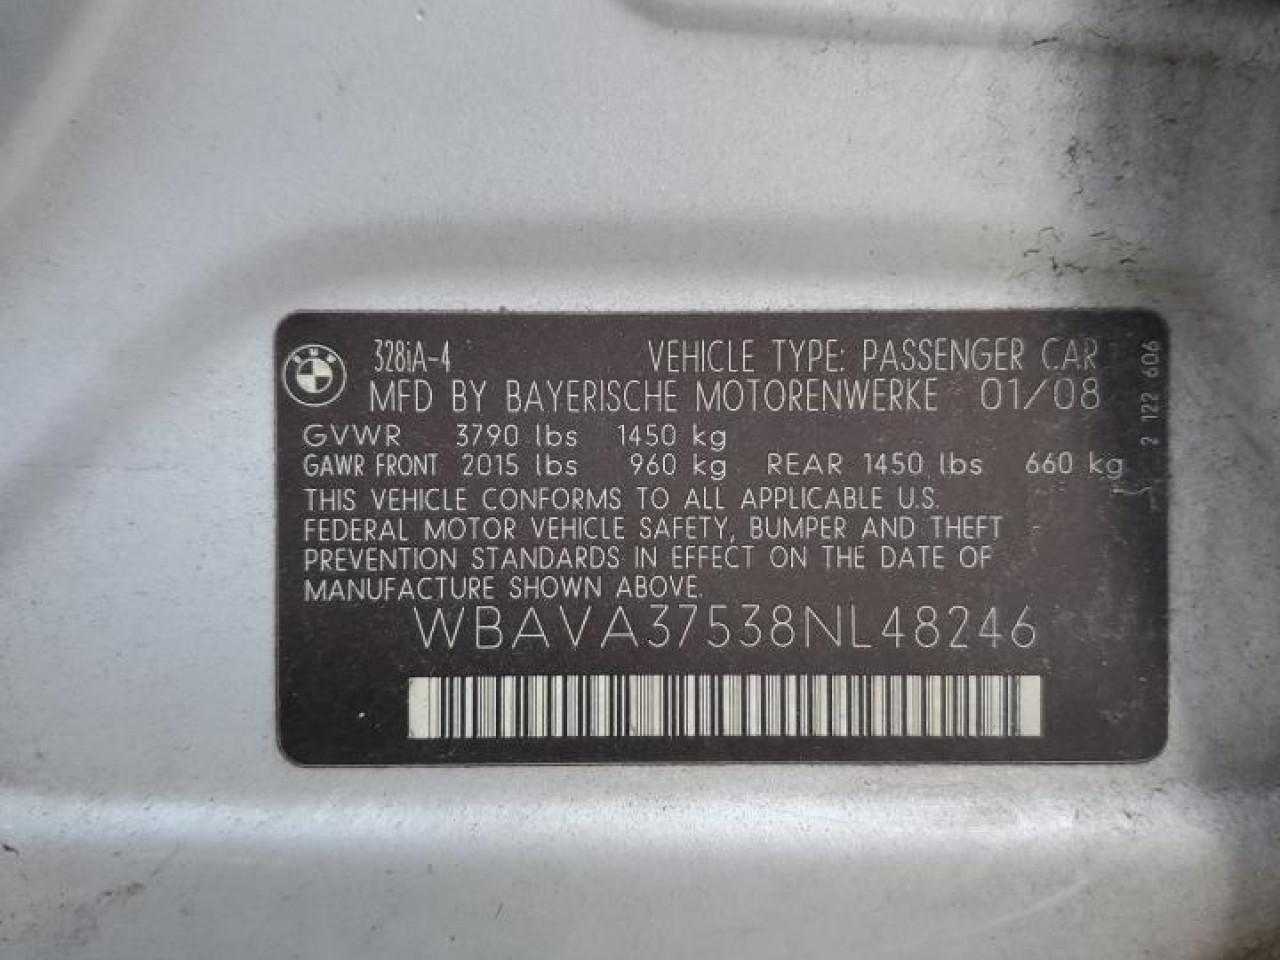 328iA-4 VEHICLE TYPE: PASSENGER CAR
MFD BY BAYERISCHE MOTORENWERKE 01/08
GVWR 3790 lbs 1450 kg
GAWR FRONT 2015 lbs 960 kg REAR 1450 lbs 660 kg
THIS VEHICLE CONFORMS TO ALL APPLICABLE U.S.
FEDERAL MOTOR VEHICLE SAFETY, BUMPER AND THEFT
PREVENTION STANDARDS IN EFFECT ON THE DATE OF
MANUFACTURE SHOWN ABOVE.
WBAVA37538NL48246
2 122 606
BMW